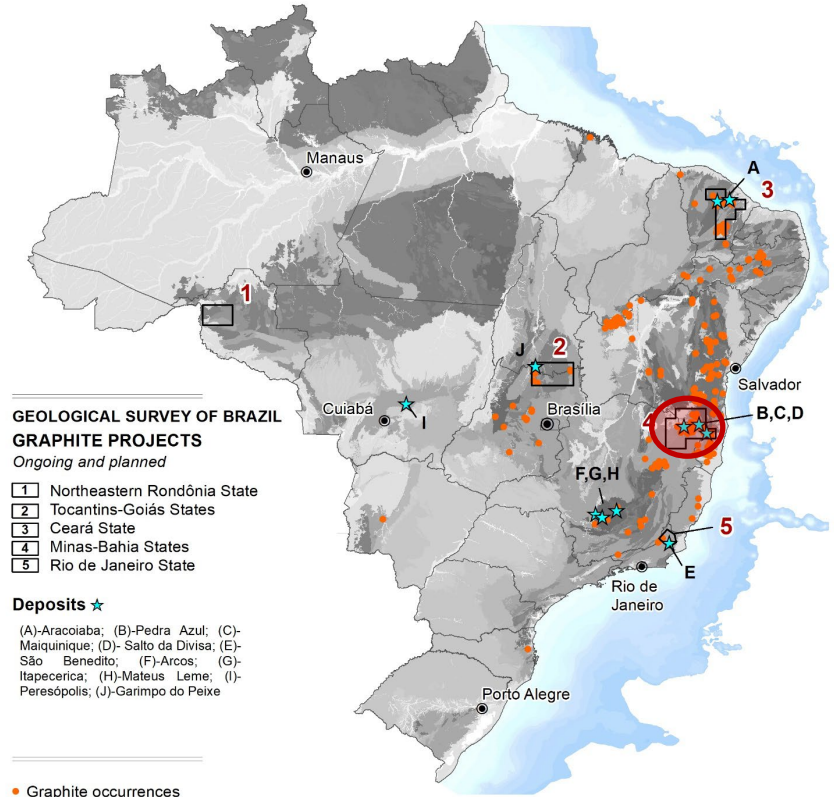 Manaus
A
3
1
J
2
Salvador
Cuiabá
I
Brasília
4
B,C,D
F,G,H
5
E
Rio de
Janeiro
Porto Alegre
GEOLOGICAL SURVEY OF BRAZIL
GRAPHITE PROJECTS
Ongoing and planned
1 Northeastern Rondônia State
2 Tocantins-Goiás States
3 Ceará State
4 Minas-Bahia States
5 Rio de Janeiro State
Deposits
(A)-Aracoiaba; (B)-Pedra Azul; (C)-
Maiquinique; (D)- Salto da Divisa; (E)-
São Benedito; (F)-Arcos; (G)-
Itapecerica; (H)-Mateus Leme; (I)-
Peresópolis; (J)-Garimpo do Peixe
Graphite occurrences